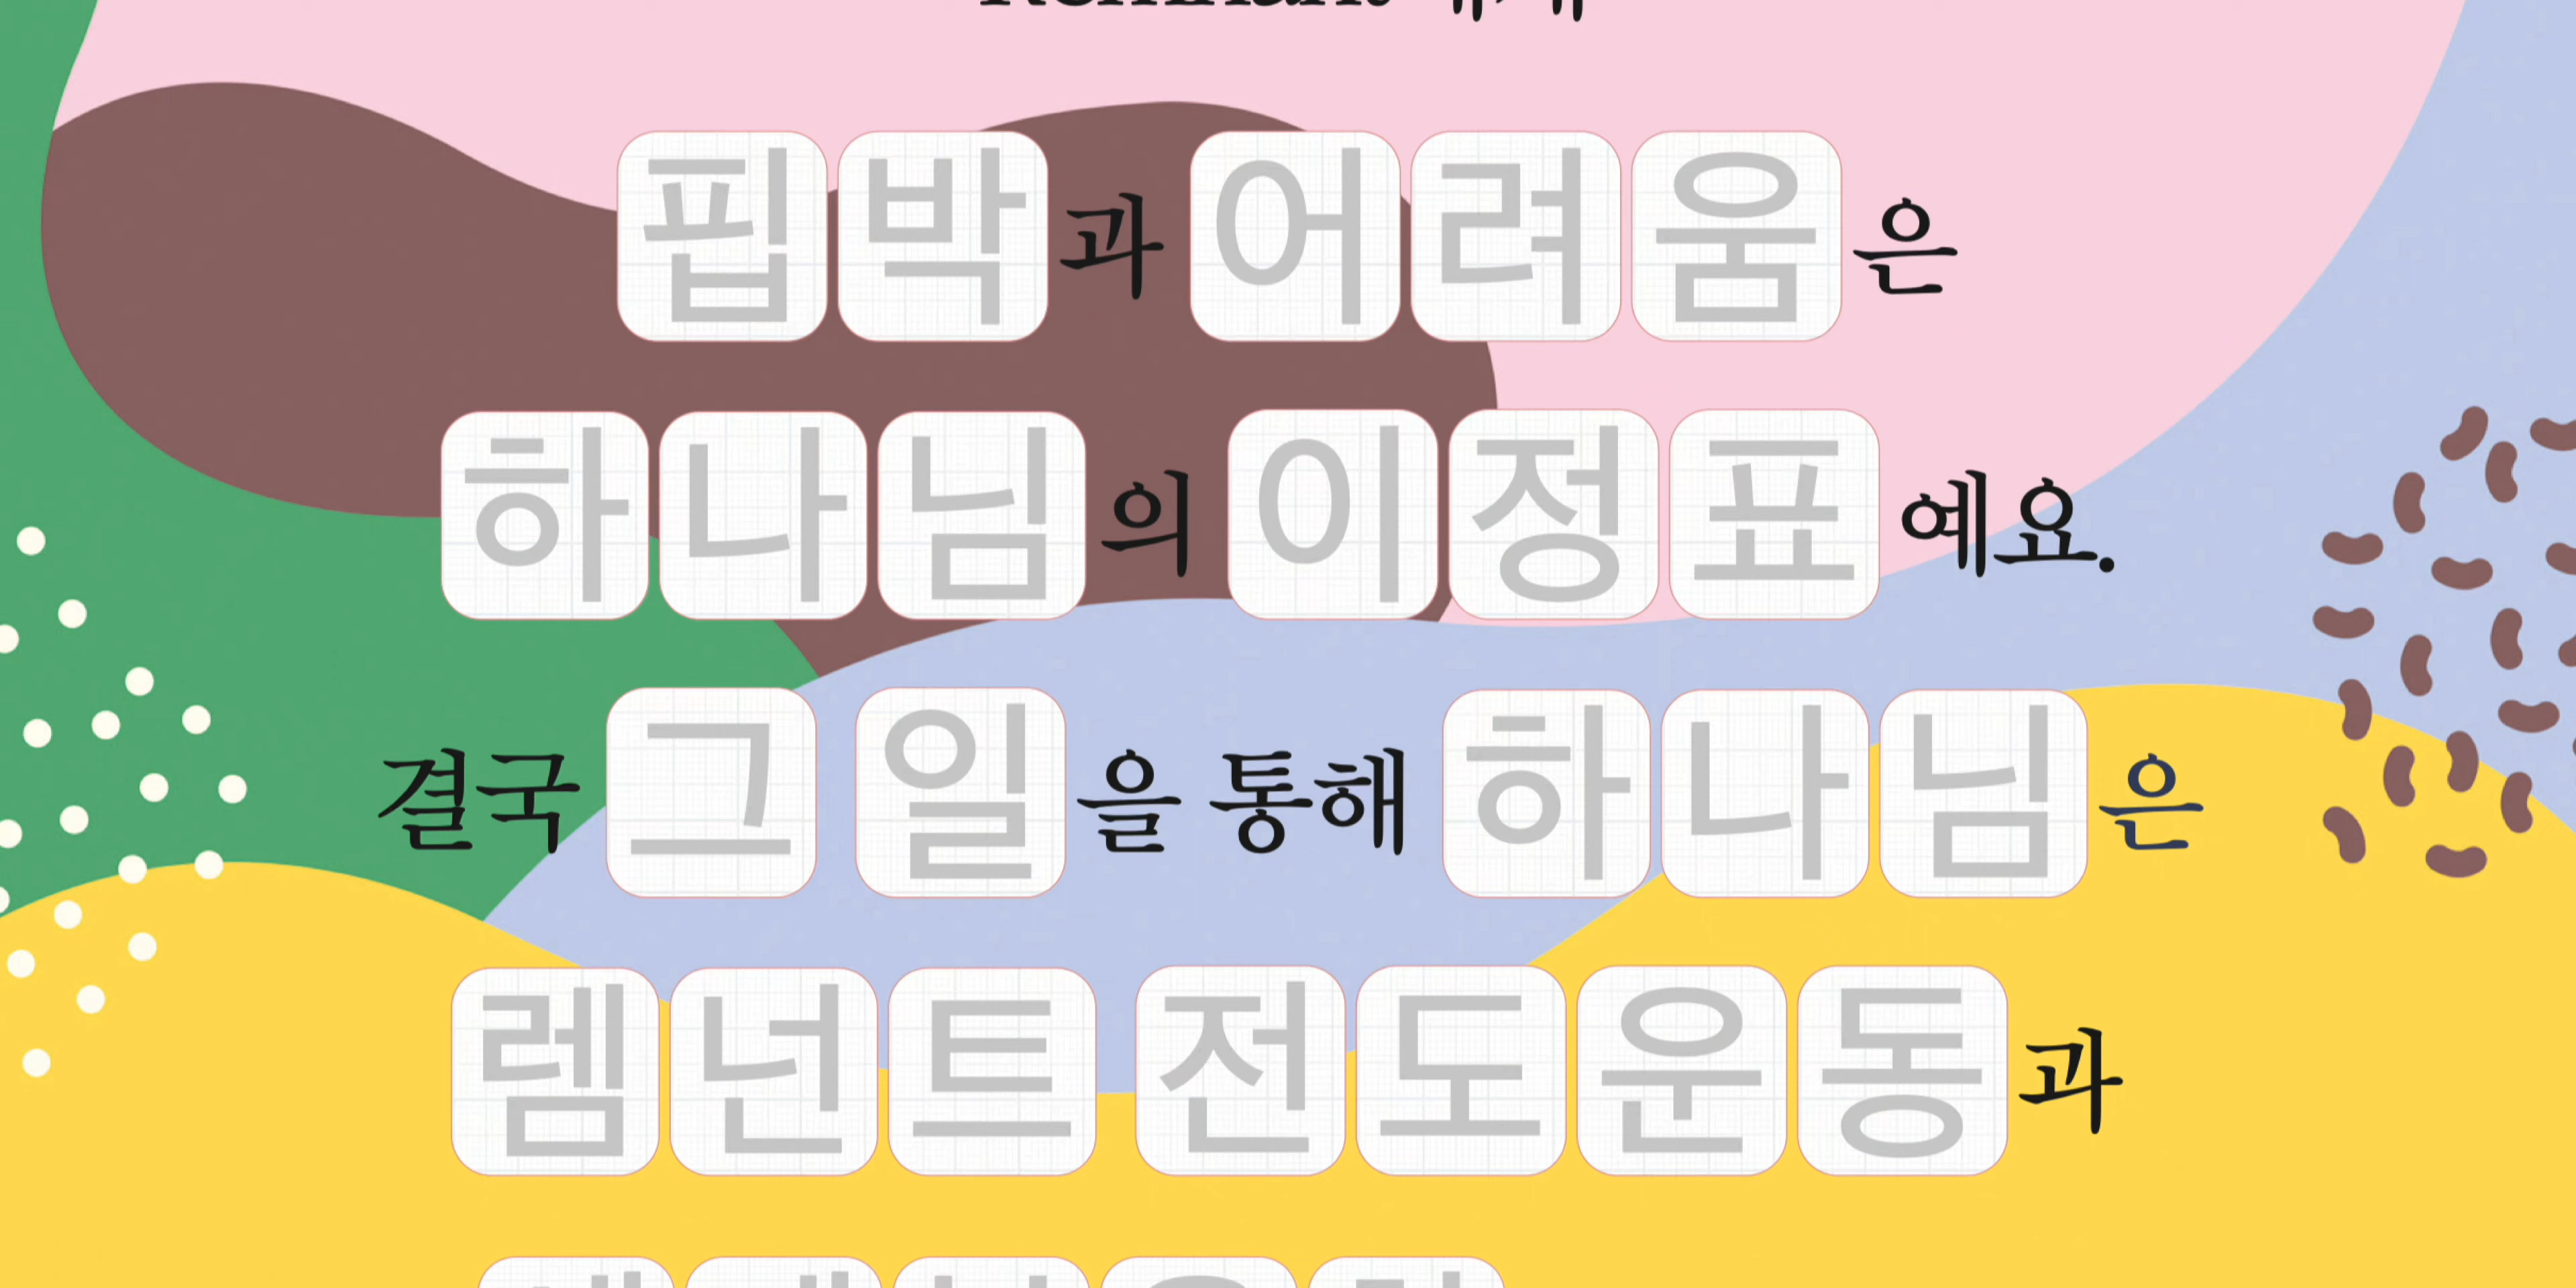 핍박과 어려움은
하나님의 이정표예요.
결국 그 일을 통해 하나님은
렘넌트 전도운동과